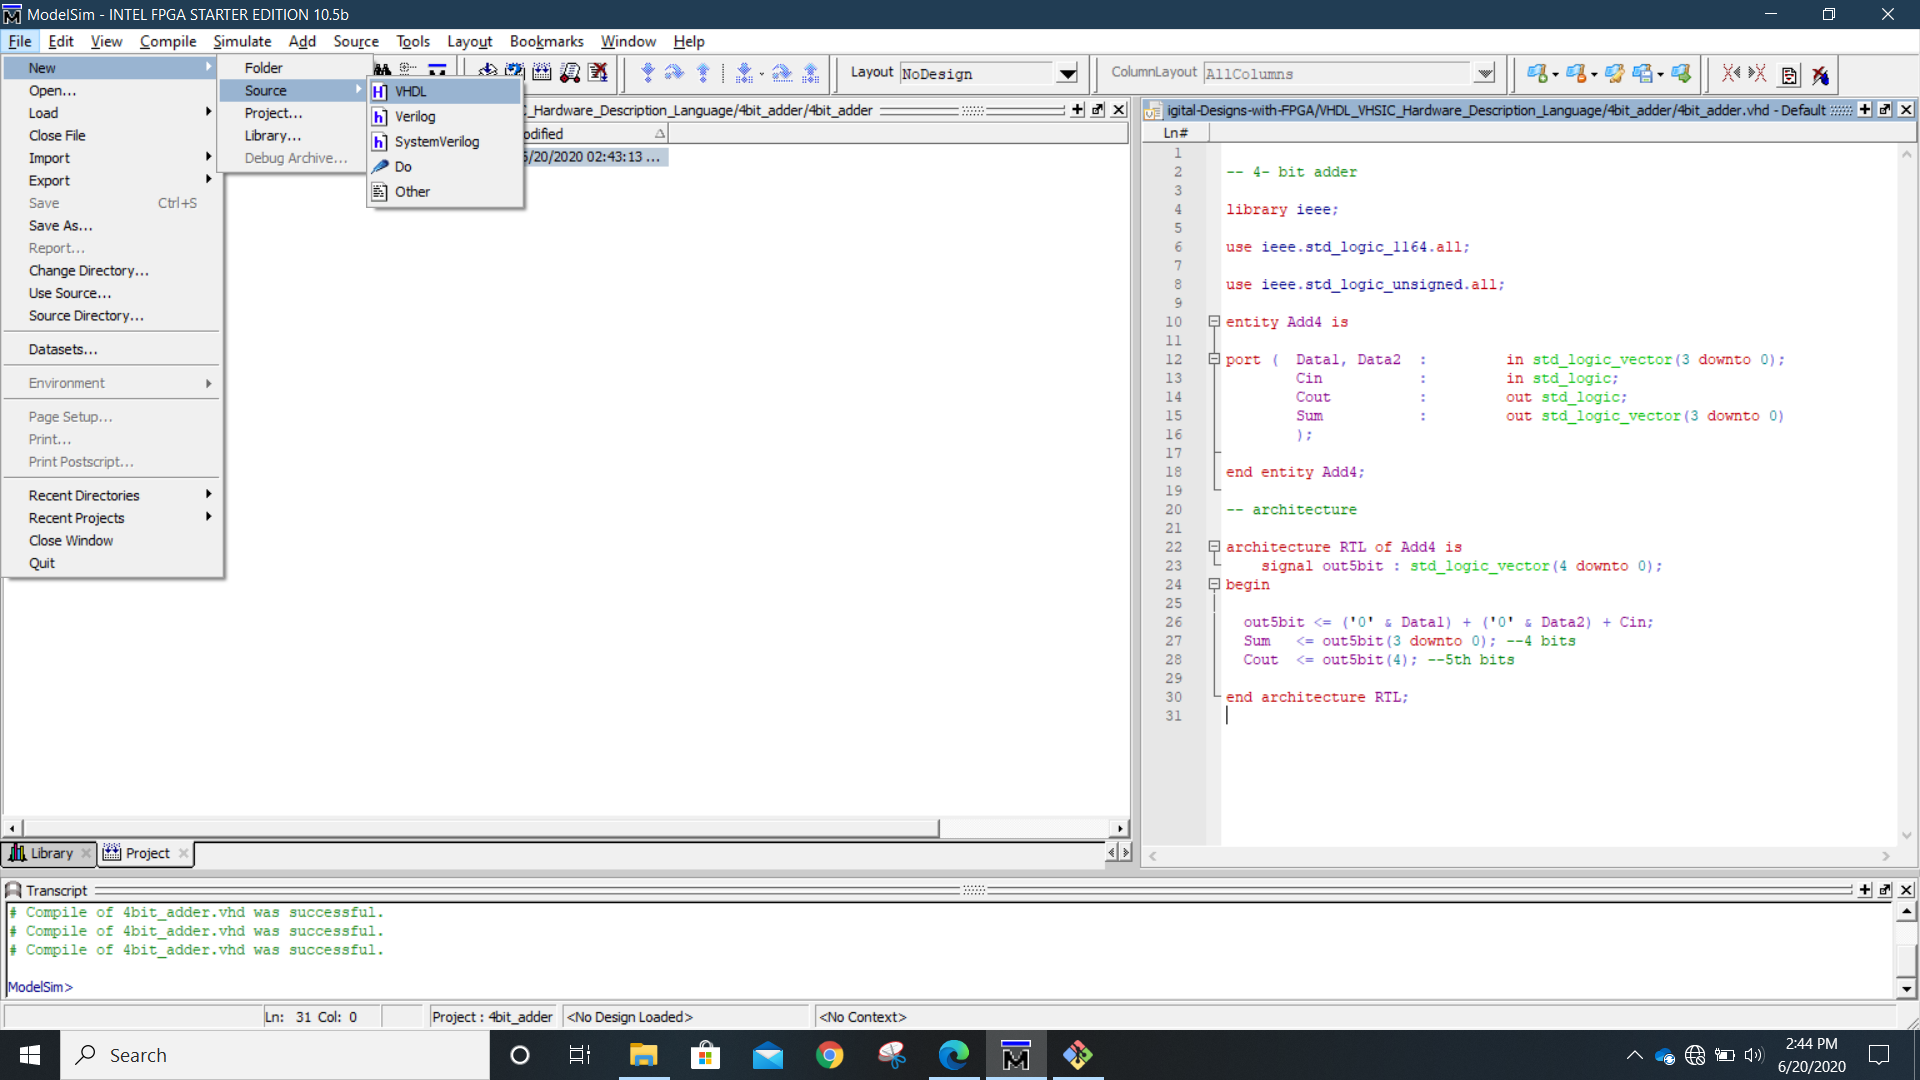 ModelSim - INTEL FPGA STARTER EDITION 10.5b
File Edit View Compile Simulate Add Source Tools Layout Bookmarks Window Help
Layout NoDesign
ColumnLayout AllColumns
New
Open...
Load
Close File
Import
Export
Save Ctrl+S
Save As...
Report...
Change Directory...
Use Source...
Source Directory...
Datasets...
Environment
Page Setup...
Print...
Print Postscript...
Recent Directories
Recent Projects
Close Window
Quit
Folder
Source
Project...
Library...
Debug Archive...
VHDL
Verilog
SystemVerilog
Do
Other
C_Hardware_Description_Language/4bit_adder/4bit_adder
odified
6/20/2020 02:43:13 ...
igital-Designs-with-FPGA/VHDL_VHSIC_Hardware_Description_Language/4bit_adder/4bit_adder.vhd - Default
Ln#
1
2 -- 4- bit adder
3
4 library ieee;
5
6 use ieee.std_logic_1164.all;
7
8 use ieee.std_logic_unsigned.all;
9
10 entity Add4 is
11
12 port ( Data1, Data2 : in std_logic_vector(3 downto 0);
13 Cin : in std_logic;
14 Cout : out std_logic;
15 Sum : out std_logic_vector(3 downto 0)
16 );
17
18 end entity Add4;
19
20 -- architecture
21
22 architecture RTL of Add4 is
23 signal out5bit : std_logic_vector(4 downto 0);
24 begin
25
26 out5bit <= ('0' & Data1) + ('0' & Data2) + Cin;
27 Sum <= out5bit(3 downto 0); --4 bits
28 Cout <= out5bit(4); --5th bits
29
30 end architecture RTL;
31
Library Project
Transcript
# Compile of 4bit_adder.vhd was successful.
# Compile of 4bit_adder.vhd was successful.
# Compile of 4bit_adder.vhd was successful.
ModelSim>
Ln: 31 Col: 0 Project : 4bit_adder <No Design Loaded> <No Context>
Search
2:44 PM
6/20/2020